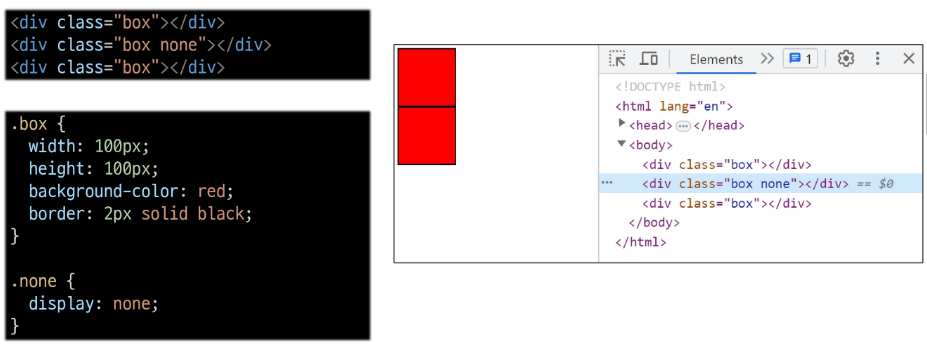 <div class="box"></div>
<div class="box none"></div>
<div class="box"></div>
.box {
  width: 100px;
  height: 100px;
  background-color: red;
  border: 2px solid black;
}
.none {
  display: none;
}
Elements 1
<!DOCTYPE html>
<html lang="en">
<head> ... </head>
<body>
<div class="box"></div>
... <div class="box none"></div> == $0
<div class="box"></div>
</body>
</html>